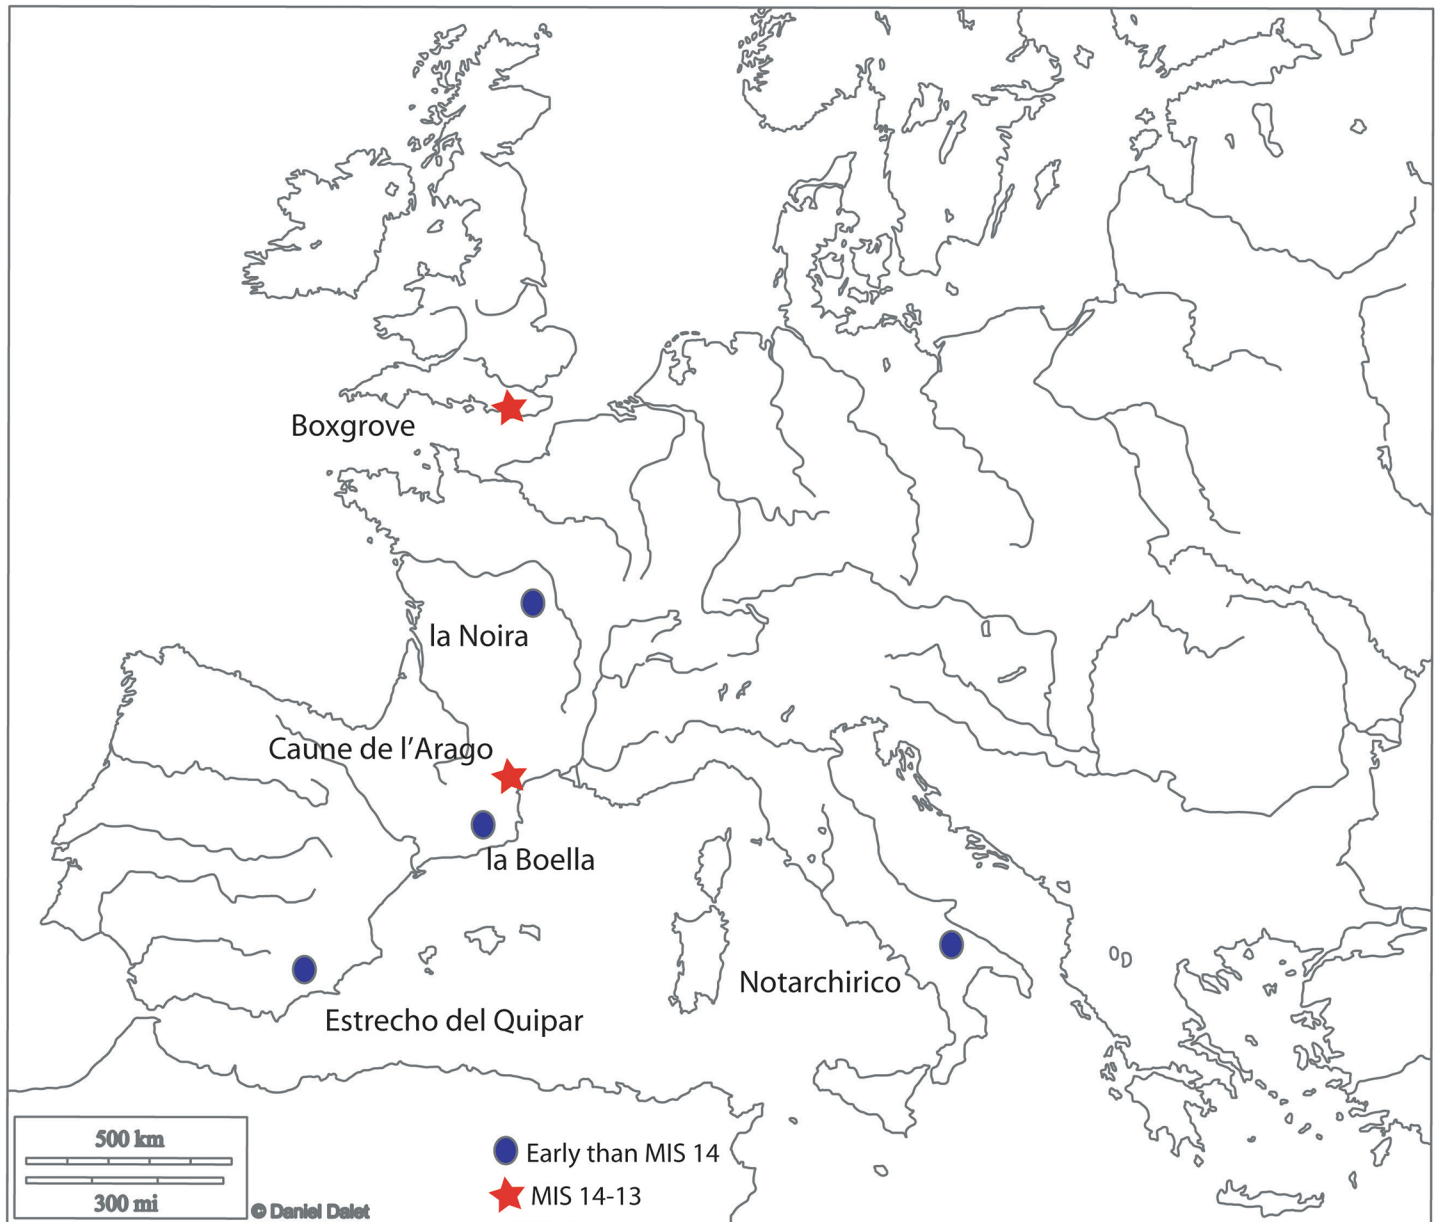 Boxgrove
la Noira
Caune de l'Arago
la Boella
Notarchirico
Estrecho del Quipar
500 km
300 mi
© Daniel Dalet
Early than MIS 14
MIS 14-13